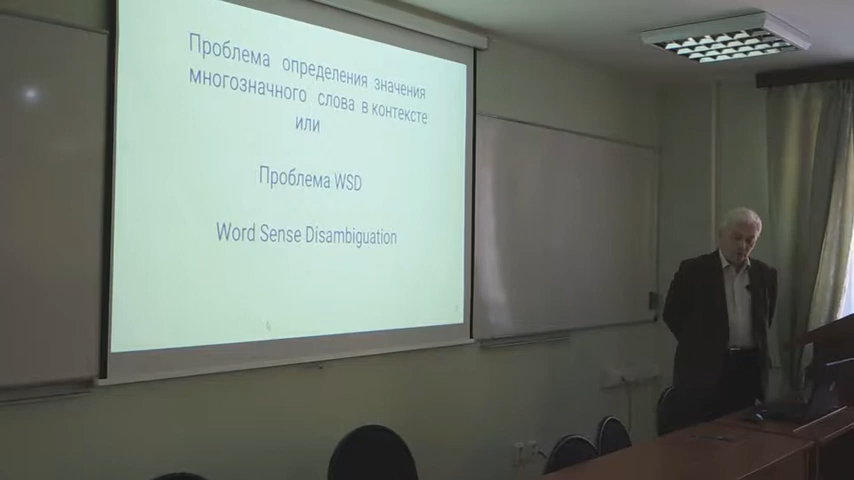 Проблема определения значения
многозначного слова в контексте
или
Проблема WSD
Word Sense Disambiguation